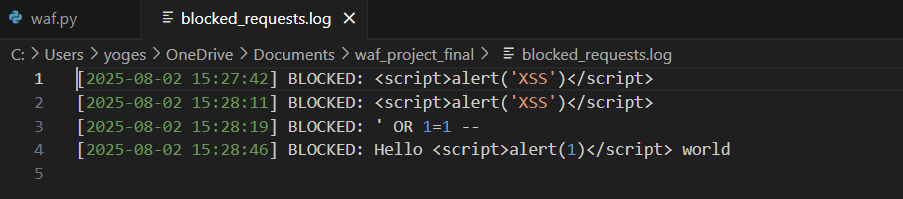 waf.py
blocked_requests.log
C: > Users > yoges > OneDrive > Documents > waf_project_final > blocked_requests.log
1 [2025-08-02 15:27:42] BLOCKED: <script>alert('XSS')</script>
2 [2025-08-02 15:28:11] BLOCKED: <script>alert('XSS')</script>
3 [2025-08-02 15:28:19] BLOCKED: ' OR 1=1 --
4 [2025-08-02 15:28:46] BLOCKED: Hello <script>alert(1)</script> world
5